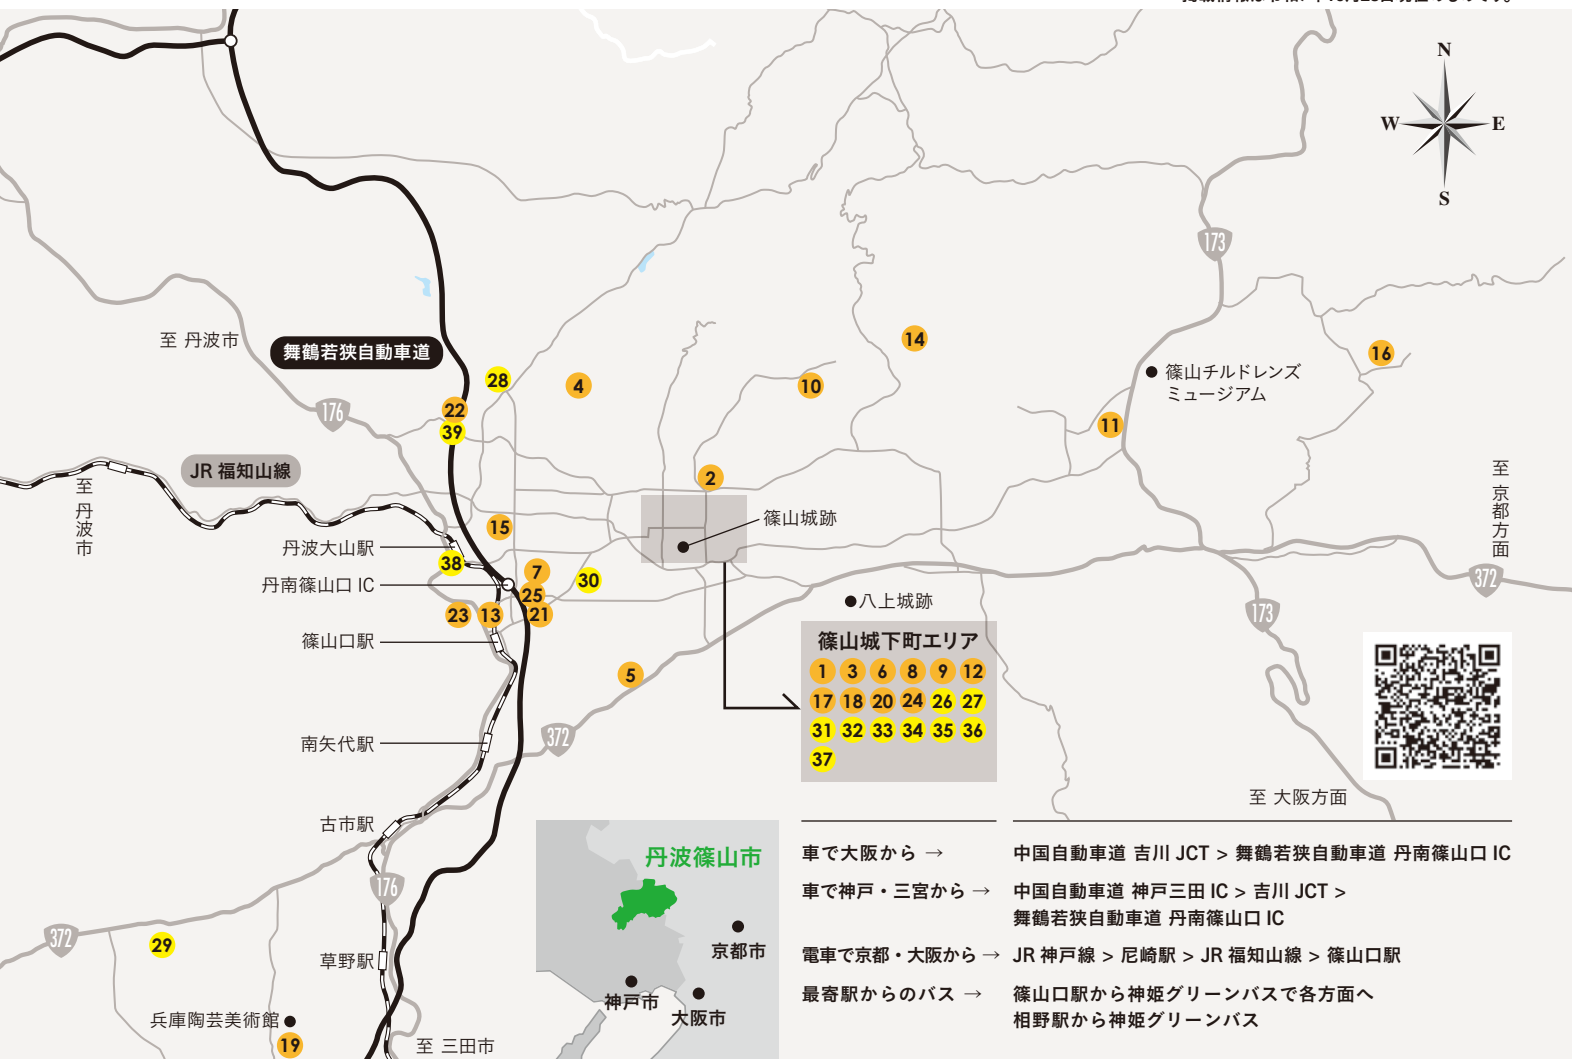 N
W
E
S
173
14
至 丹波市
舞鶴若狭自動車道
16
28
4
10
篠山チルドレンズ
ミュージアム
176
22
11
39
JR 福知山線
2
至 丹波市
至 京都方面
15
篠山城跡
丹波大山駅
38
7
30
372
丹南篠山口 IC
25
八上城跡
173
23
13
21
篠山口駅
篠山城下町エリア
1 3 6 8 9 12
17 18 20 24 26 27
31 32 33 34 35 36
37
5
372
南矢代駅
至 大阪方面
古市駅
176
丹波篠山市
京都市
神戸市
大阪市
372
29
草野駅
兵庫陶芸美術館
19
至 三田市
車で大阪から → 中国自動車道 吉川 JCT > 舞鶴若狭自動車道 丹南篠山口 IC
車で神戸・三宮から → 中国自動車道 神戸三田 IC > 吉川 JCT >
舞鶴若狭自動車道 丹南篠山口 IC
電車で京都・大阪から → JR 神戸線 > 尼崎駅 > JR 福知山線 > 篠山口駅
最寄駅からのバス → 篠山口駅から神姫グリーンバスで各方面へ
相野駅から神姫グリーンバス